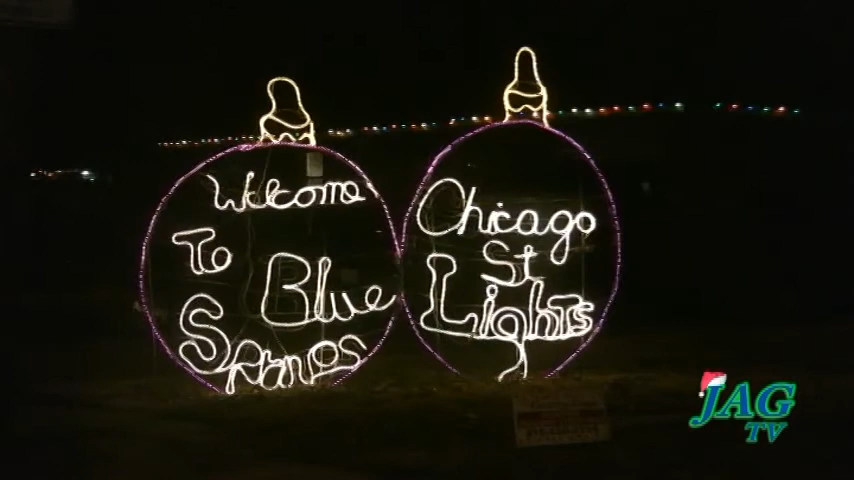 Welcome
To
Blue
Springs
Chicago
St
Lights
JAG
TV